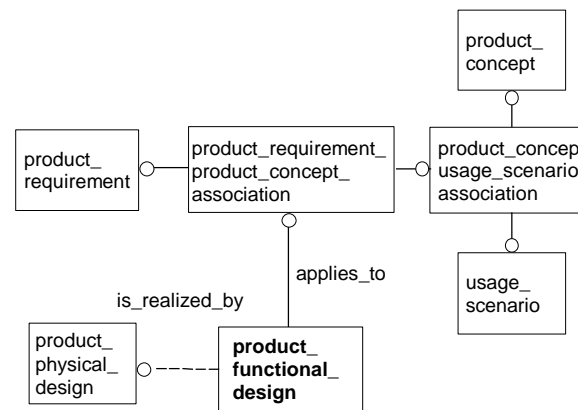 product_
concept
product_
requirement
product_requirement_
product_concept_
association
product_concep
usage_scenario
association
applies_to
usage_
scenario
is_realized_by
product_
physical_
design
product_
functional_
design